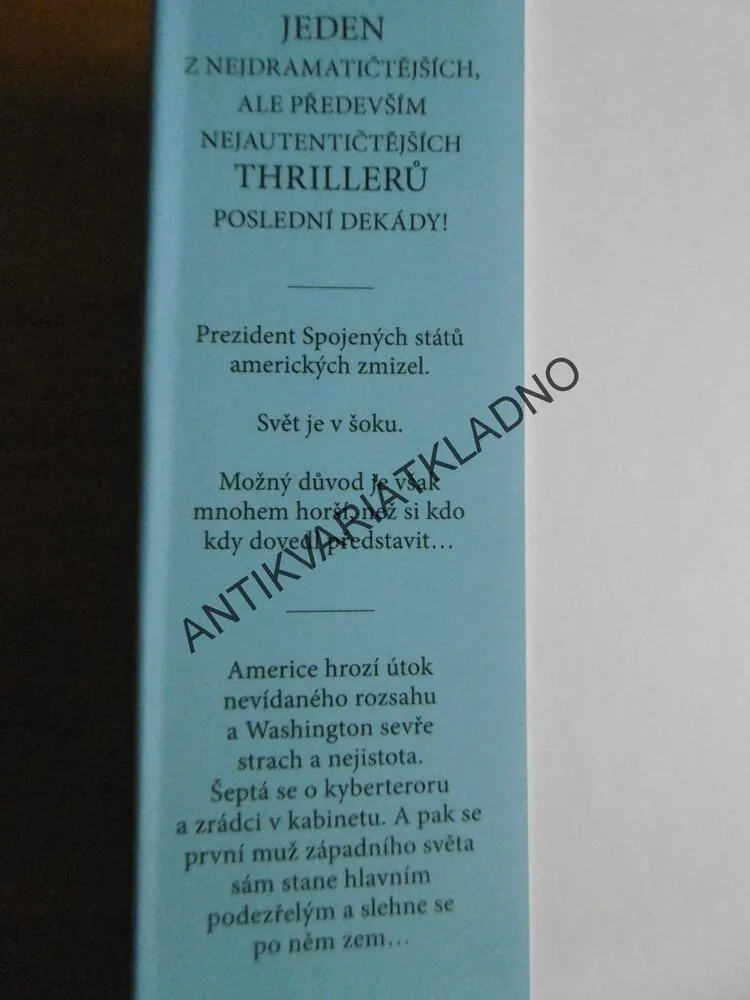 JEDEN
Z NEJDRAMATIČTĚJŠÍCH,
ALE PŘEDEVŠÍM
NEJAUTENTIČTĚJŠÍCH
THRILLERŮ
POSLEDNÍ DEKÁDY!
Prezident Spojených států
amerických zmizel.
Svět je v šoku.
Možný důvod je však
mnohem horší, než si kdo
kdy dovedl představit…
ANTIKVARIATKLADNO
Americe hrozí útok
nevídaného rozsahu
a Washington sevře
strach a nejistota.
Šeptá se o kyberteroru
a zrádci v kabinetu. A pak se
první muž západního světa
sám stane hlavním
podezřelým a slehne se
po něm zem…